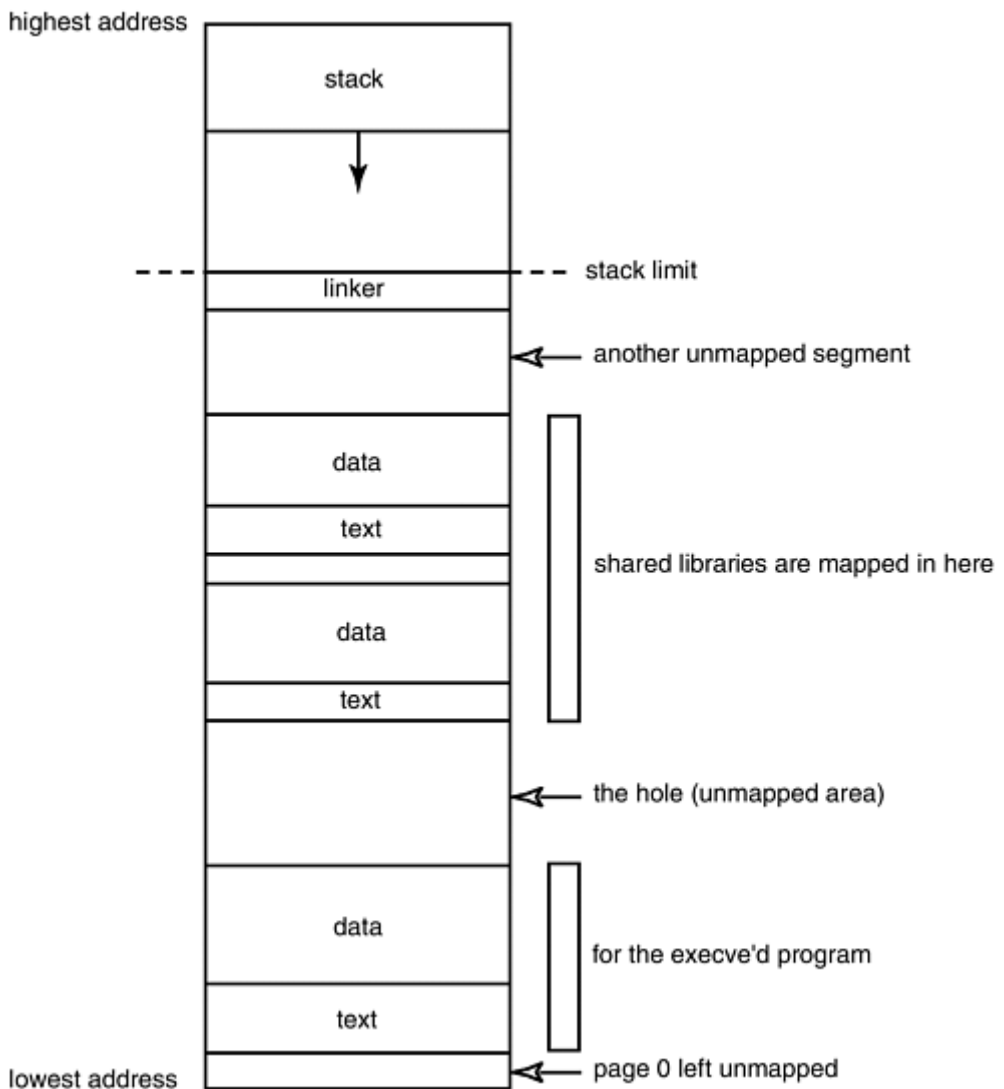 highest address
stack
stack limit
linker
another unmapped segment
data
text
shared libraries are mapped in here
data
text
the hole (unmapped area)
data
for the execve'd program
text
page 0 left unmapped
lowest address